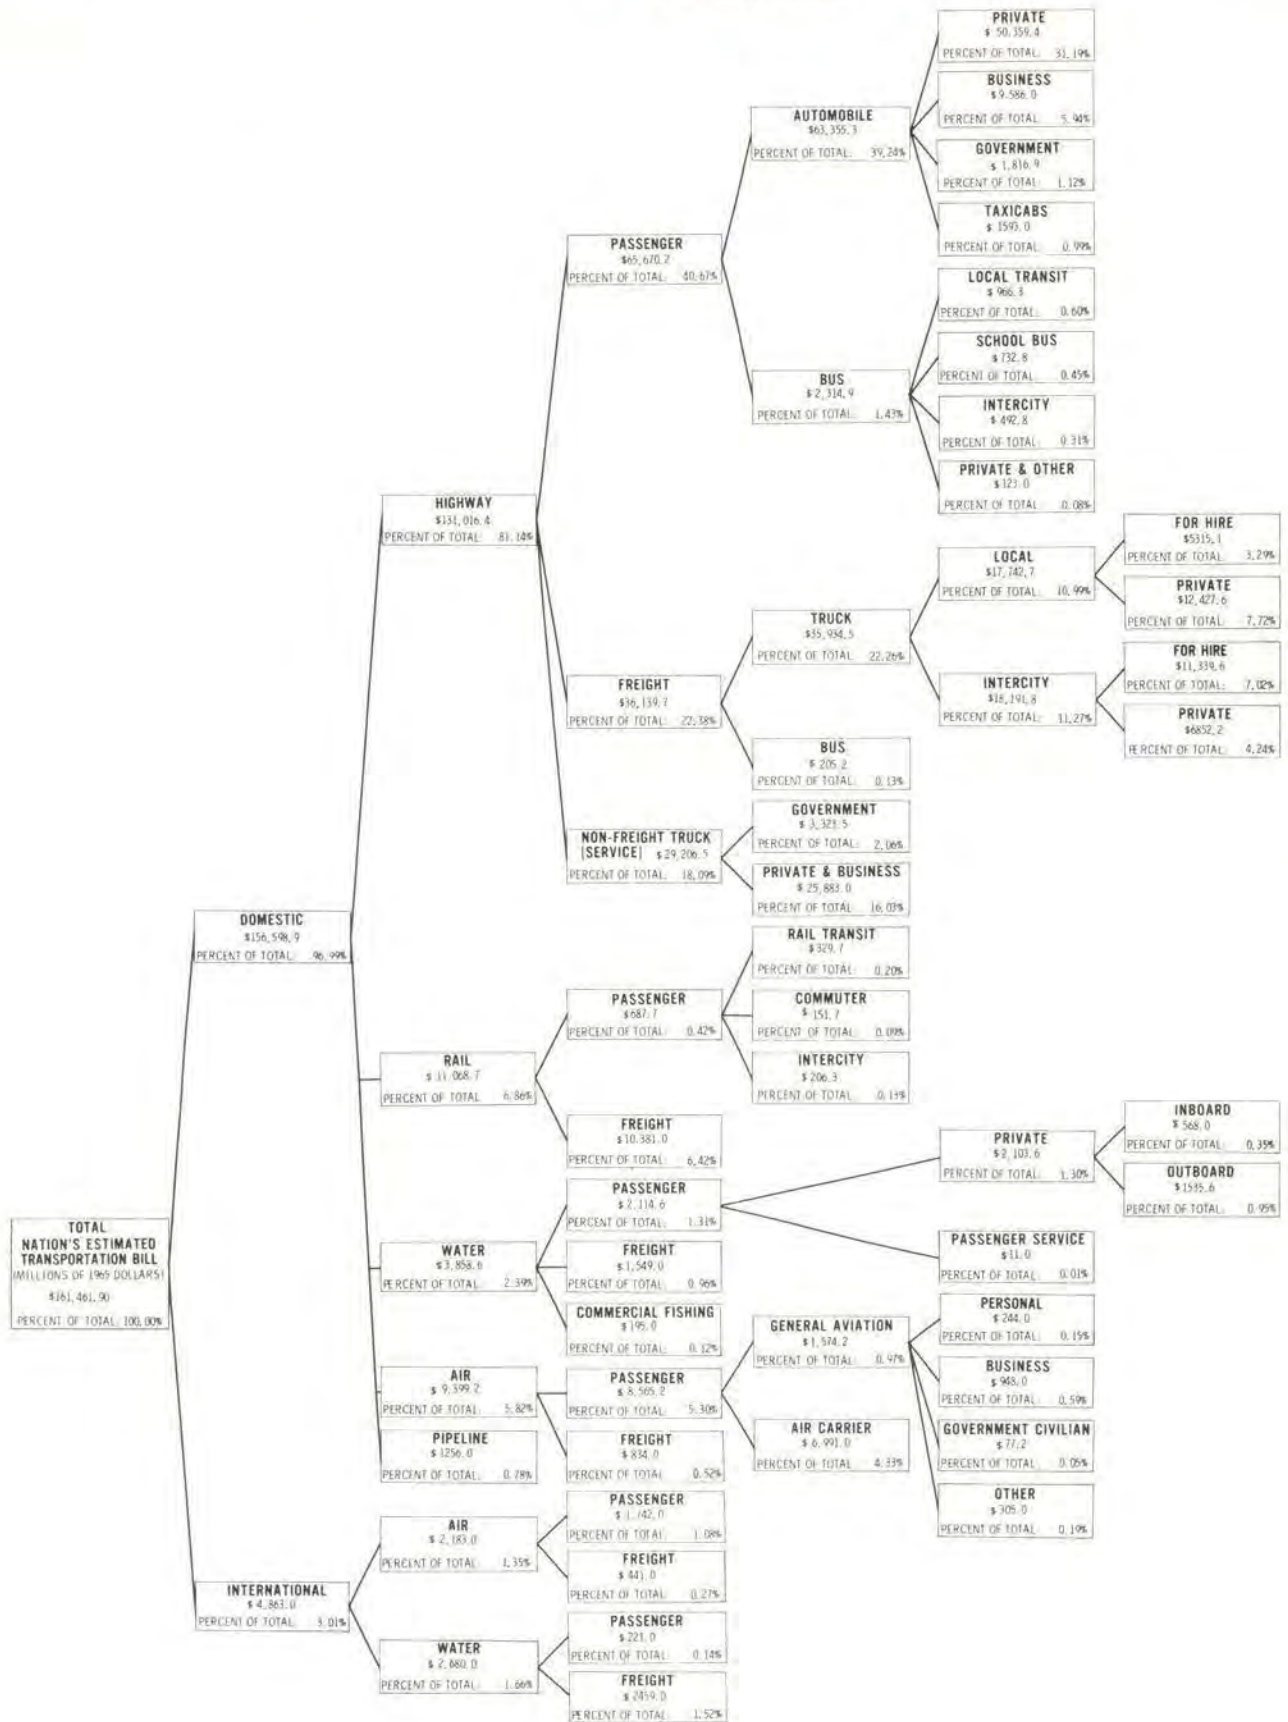 TOTAL
NATION'S ESTIMATED
TRANSPORTATION BILL
(MILLIONS OF 1965 DOLLARS)
$161,461.90
PERCENT OF TOTAL: 100.00%
DOMESTIC
$156,598.9
PERCENT OF TOTAL: 96.99%
INTERNATIONAL
$ 4,863.0
PERCENT OF TOTAL: 3.01%
HIGHWAY
$131,016.4
PERCENT OF TOTAL: 81.14%
RAIL
$ 11,068.7
PERCENT OF TOTAL 6.86%
WATER
$ 3,858.6
PERCENT OF TOTAL: 2.39%
AIR
$ 9,399.2
PERCENT OF TOTAL: 5.82%
PIPELINE
$ 1256.0
PERCENT OF TOTAL: 0.78%
AIR
$ 2,183.0
PERCENT OF TOTAL: 1.35%
WATER
$ 2,680.0
PERCENT OF TOTAL: 1.66%
PASSENGER
$65,670.2
PERCENT OF TOTAL: 40.67%
FREIGHT
$36,139.7
PERCENT OF TOTAL: 22.38%
NON-FREIGHT TRUCK
[SERVICE] $29,206.5
PERCENT OF TOTAL: 18.09%
PASSENGER
$687.7
PERCENT OF TOTAL: 0.42%
FREIGHT
$10,381.0
PERCENT OF TOTAL: 6.42%
PASSENGER
$ 2,114.6
PERCENT OF TOTAL: 1.31%
FREIGHT
$1,549.0
PERCENT OF TOTAL: 0.96%
COMMERCIAL FISHING
$195.0
PERCENT OF TOTAL: 0.12%
PASSENGER
$ 8,565.2
PERCENT OF TOTAL: 5.30%
FREIGHT
$ 834.0
PERCENT OF TOTAL: 0.52%
PASSENGER
$ 1,742.0
PERCENT OF TOTAL: 1.08%
FREIGHT
$ 441.0
PERCENT OF TOTAL: 0.27%
PASSENGER
$221.0
PERCENT OF TOTAL: 0.14%
FREIGHT
$ 2459.0
PERCENT OF TOTAL: 1.52%
AUTOMOBILE
$63,355.3
PERCENT OF TOTAL: 39.24%
BUS
$ 2,314.9
PERCENT OF TOTAL: 1.43%
TRUCK
$35,934.5
PERCENT OF TOTAL: 22.26%
BUS
$ 205.2
PERCENT OF TOTAL: 0.13%
GOVERNMENT
$ 3,323.5
PERCENT OF TOTAL: 2.06%
PRIVATE & BUSINESS
$ 25,883.0
PERCENT OF TOTAL: 16.03%
RAIL TRANSIT
$329.7
PERCENT OF TOTAL: 0.20%
COMMUTER
$ 151.7
PERCENT OF TOTAL: 0.09%
INTERCITY
$ 206.3
PERCENT OF TOTAL: 0.13%
GENERAL AVIATION
$1,574.2
PERCENT OF TOTAL: 0.97%
AIR CARRIER
$ 6,991.0
PERCENT OF TOTAL: 4.33%
PRIVATE
$ 50,359.4
PERCENT OF TOTAL: 31.19%
BUSINESS
$ 9,586.0
PERCENT OF TOTAL: 5.94%
GOVERNMENT
$ 1,816.9
PERCENT OF TOTAL: 1.12%
TAXICABS
$ 1593.0
PERCENT OF TOTAL: 0.99%
LOCAL TRANSIT
$ 966.3
PERCENT OF TOTAL: 0.60%
SCHOOL BUS
$ 732.8
PERCENT OF TOTAL: 0.45%
INTERCITY
$ 492.8
PERCENT OF TOTAL: 0.31%
PRIVATE & OTHER
$ 123.0
PERCENT OF TOTAL: 0.08%
LOCAL
$17,742.7
PERCENT OF TOTAL: 10.99%
INTERCITY
$18,191.8
PERCENT OF TOTAL: 11.27%
PRIVATE
$ 2,103.6
PERCENT OF TOTAL: 1.30%
PASSENGER SERVICE
$11.0
PERCENT OF TOTAL: 0.01%
PERSONAL
$ 244.0
PERCENT OF TOTAL: 0.15%
BUSINESS
$ 948.0
PERCENT OF TOTAL: 0.59%
GOVERNMENT CIVILIAN
$ 77.2
PERCENT OF TOTAL: 0.05%
OTHER
$ 305.0
PERCENT OF TOTAL: 0.19%
FOR HIRE
$5315.1
PERCENT OF TOTAL: 3.29%
PRIVATE
$12,427.6
PERCENT OF TOTAL: 7.72%
FOR HIRE
$11,339.6
PERCENT OF TOTAL: 7.02%
PRIVATE
$6852.2
PERCENT OF TOTAL: 4.24%
INBOARD
$ 568.0
PERCENT OF TOTAL: 0.35%
OUTBOARD
$1535.6
PERCENT OF TOTAL: 0.95%